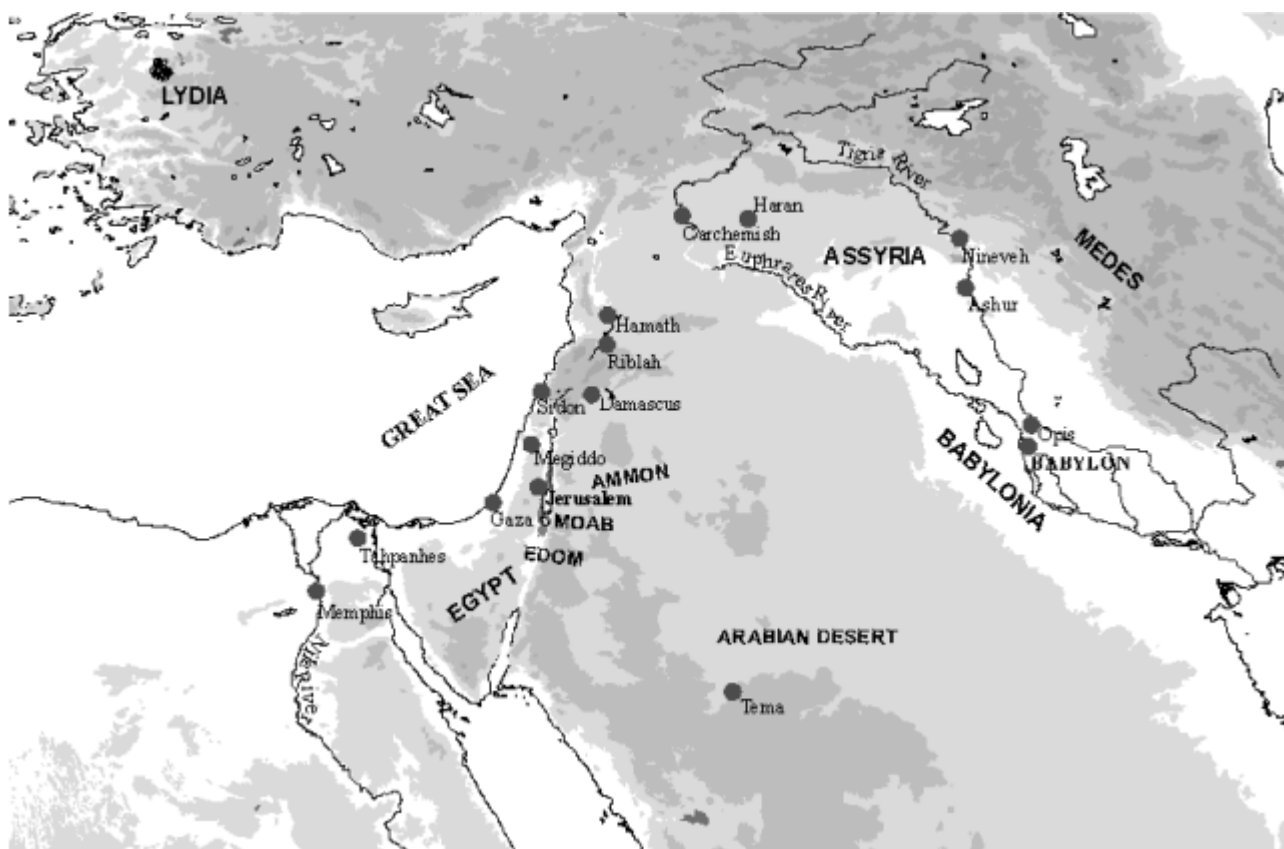 LYDIA
Tigris River
Haran
Carchemish
MEDES
ASSYRIA
Nineveh
Euphrates River
Ashur
Hamath
Riblah
GREAT SEA
Sidon
Damascus
Opis
Megiddo
BABYLON
BABYLONIA
AMMON
Jerusalem
Gaza
MOAB
Tahpanhes
EDOM
EGYPT
Memphis
ARABIAN DESERT
Nile river
Tema